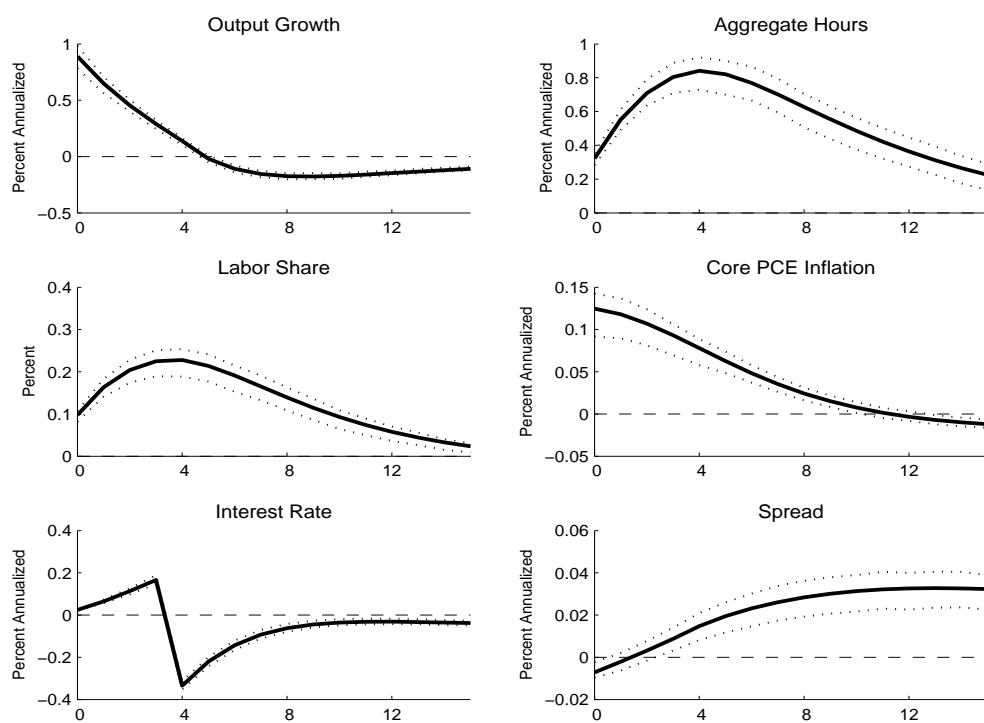 Output Growth
Percent Annualized
1
0.5
0
−0.5
0 4 8 12
Aggregate Hours
Percent Annualized
1
0.8
0.6
0.4
0.2
0
0 4 8 12
Labor Share
Percent
0.4
0.3
0.2
0.1
0
0 4 8 12
Core PCE Inflation
Percent Annualized
0.15
0.1
0.05
0
−0.05
0 4 8 12
Interest Rate
Percent Annualized
0.4
0.2
0
−0.2
−0.4
0 4 8 12
Spread
Percent Annualized
0.06
0.04
0.02
0
−0.02
0 4 8 12